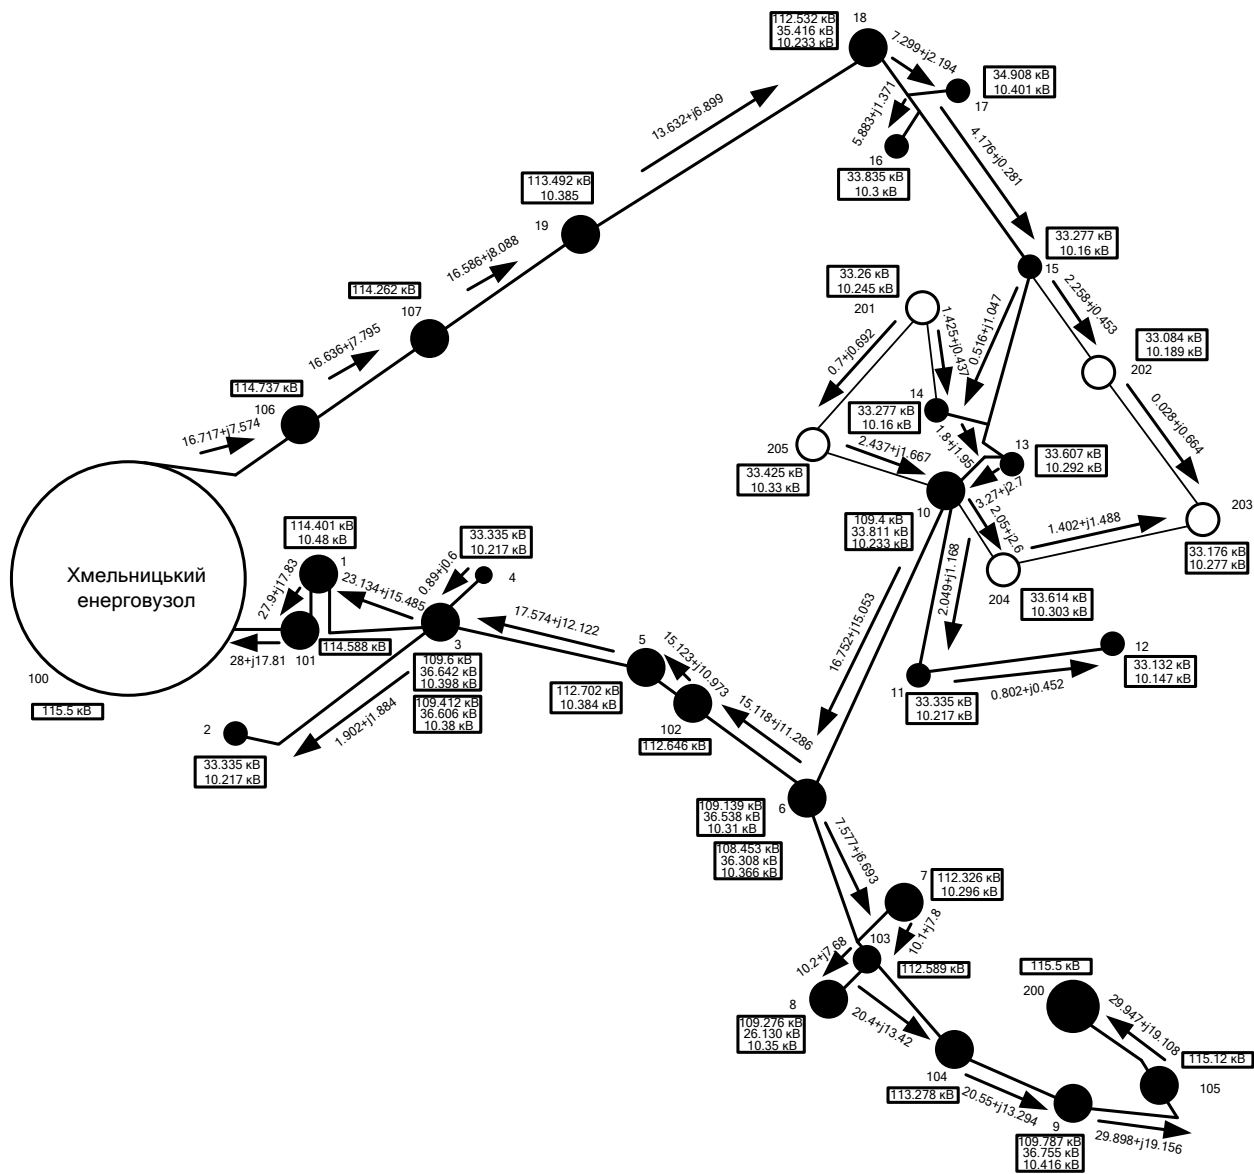 18
112.532 кВ
35.416 кВ
10.233 кВ
7.299+j2.194
34.908 кВ
10.401 кВ
17
5.883+j1.371
16
33.835 кВ
10.3 кВ
4.176+j0.281
13.632+j6.899
113.492 кВ
10.385
19
16.586+j8.088
114.262 кВ
107
16.636+j7.795
114.737 кВ
106
16.717+j7.574
33.277 кВ
10.16 кВ
15
2.258+j0.453
0.516+j1.047
33.26 кВ
10.245 кВ
201
1.425+j0.437
0.7+j0.692
33.084 кВ
10.189 кВ
202
0.028+j0.664
14
33.277 кВ
10.16 кВ
1.8+j1.95
13
33.607 кВ
10.292 кВ
205
2.437+j1.667
33.425 кВ
10.33 кВ
3.27+j2.7
10
109.4 кВ
33.811 кВ
10.233 кВ
2.05+j2.6
1.402+j1.488
203
33.176 кВ
10.277 кВ
204
33.614 кВ
10.303 кВ
2.049+j1.168
16.752+j15.053
12
33.132 кВ
10.147 кВ
11
33.335 кВ
10.217 кВ
0.802+j0.452
Хмельницький
енерговузол
100
115.5 кВ
114.401 кВ
10.48 кВ
1
27.9+j17.83
28+j17.81
101
114.588 кВ
23.134+j15.485
0.89+j0.6
33.335 кВ
10.217 кВ
4
3
109.6 кВ
36.642 кВ
10.398 кВ
109.412 кВ
36.606 кВ
10.38 кВ
17.574+j12.122
1.902+j1.884
2
33.335 кВ
10.217 кВ
5
112.702 кВ
10.384 кВ
15.123+j10.973
102
112.646 кВ
15.118+j11.286
6
109.139 кВ
36.538 кВ
10.31 кВ
108.453 кВ
36.308 кВ
10.366 кВ
7.577+j6.693
7
112.326 кВ
10.296 кВ
10.1+j7.8
103
112.589 кВ
10.2+j7.68
8
109.276 кВ
26.130 кВ
10.35 кВ
20.4+j13.42
104
113.278 кВ
20.55+j13.294
115.5 кВ
200
29.947+j19.108
115.12 кВ
105
9
109.787 кВ
36.755 кВ
10.416 кВ
29.898+j19.156